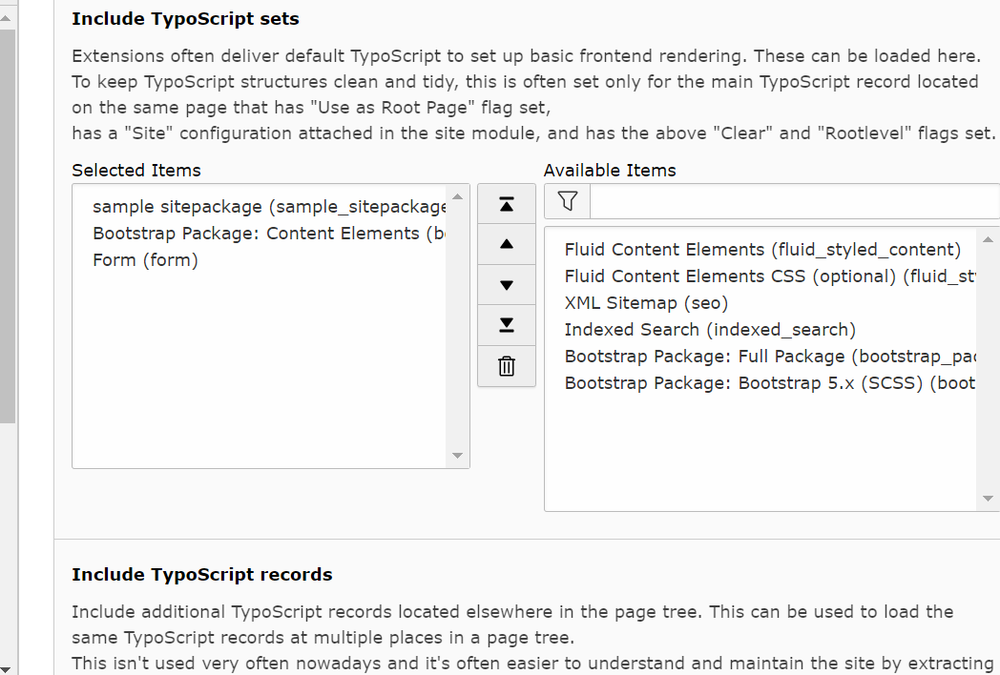 Include TypoScript sets
Extensions often deliver default TypoScript to set up basic frontend rendering. These can be loaded here.
To keep TypoScript structures clean and tidy, this is often set only for the main TypoScript record located
on the same page that has "Use as Root Page" flag set,
has a "Site" configuration attached in the site module, and has the above "Clear" and "Rootlevel" flags set.
Selected Items
sample sitepackage (sample_sitepackage
Bootstrap Package: Content Elements (b
Form (form)
Available Items
Fluid Content Elements (fluid_styled_content)
Fluid Content Elements CSS (optional) (fluid_st
XML Sitemap (seo)
Indexed Search (indexed_search)
Bootstrap Package: Full Package (bootstrap_pac
Bootstrap Package: Bootstrap 5.x (SCSS) (boot
Include TypoScript records
Include additional TypoScript records located elsewhere in the page tree. This can be used to load the
same TypoScript records at multiple places in a page tree.
This isn't used very often nowadays and it's often easier to understand and maintain the site by extracting